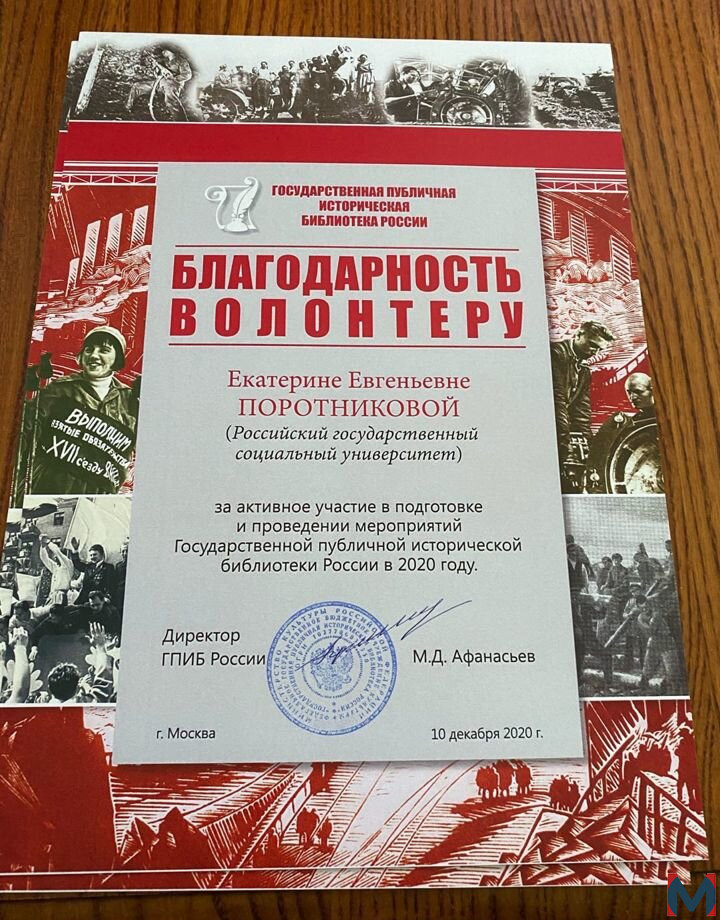 ГОСУДАРСТВЕННАЯ ПУБЛИЧНАЯ
ИСТОРИЧЕСКАЯ
БИБЛИОТЕКА РОССИИ
БЛАГОДАРНОСТЬ
ВОЛОНТЕРУ
Екатерине Евгеньевне
ПОРОТНИКОВОЙ
(Российский государственный
социальный университет)
ВЫПОЛНИМ
ВЗЯТЫЕ ОБЯЗАТЕЛЬСТВА
XVII съезду
за активное участие в подготовке
и проведении мероприятий
Государственной публичной исторической
библиотеки России в 2020 году.
Директор
ГПИБ России
М.Д. Афанасьев
г. Москва
10 декабря 2020 г.
М